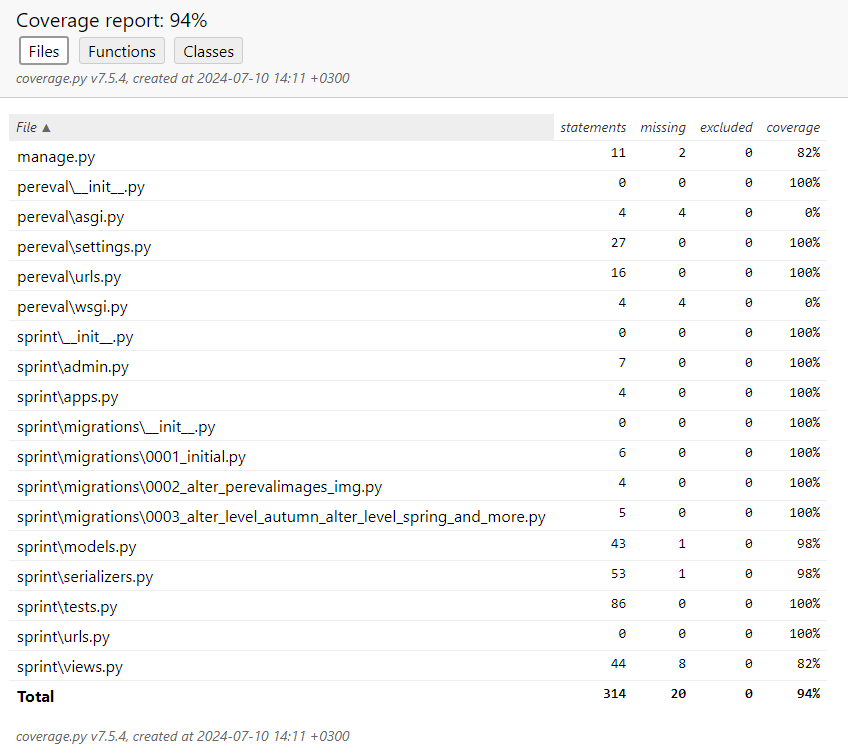 Coverage report: 94%
Files Functions Classes
coverage.py v7.5.4, created at 2024-07-10 14:11 +0300
File ▲ statements missing excluded coverage
manage.py 11 2 0 82%
pereval\__init__.py 0 0 0 100%
pereval\asgi.py 4 4 0 0%
pereval\settings.py 27 0 0 100%
pereval\urls.py 16 0 0 100%
pereval\wsgi.py 4 4 0 0%
sprint\__init__.py 0 0 0 100%
sprint\admin.py 7 0 0 100%
sprint\apps.py 4 0 0 100%
sprint\migrations\__init__.py 0 0 0 100%
sprint\migrations\0001_initial.py 6 0 0 100%
sprint\migrations\0002_alter_perevalimages_img.py 4 0 0 100%
sprint\migrations\0003_alter_level_autumn_alter_level_spring_and_more.py 5 0 0 100%
sprint\models.py 43 1 0 98%
sprint\serializers.py 53 1 0 98%
sprint\tests.py 86 0 0 100%
sprint\urls.py 0 0 0 100%
sprint\views.py 44 8 0 82%
Total 314 20 0 94%
coverage.py v7.5.4, created at 2024-07-10 14:11 +0300